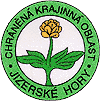 CHRÁNĚNÁ KRAJINNÁ OBLAST
JIZERSKÉ HORY